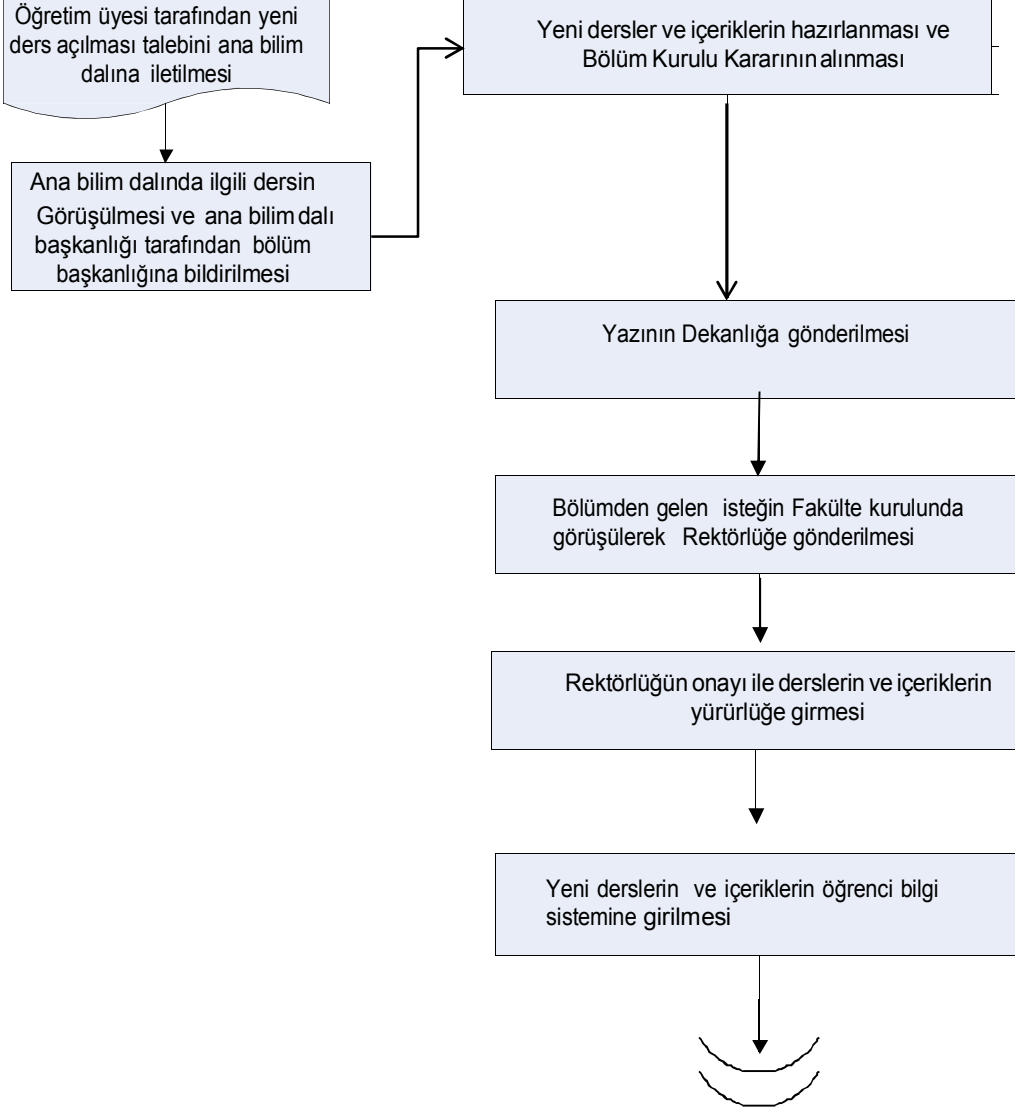 Öğretim üyesi tarafından yeni
ders açılması talebini ana bilim
dalına iletilmesi
Ana bilim dalında ilgili dersin
Görüşülmesi ve ana bilim dalı
başkanlığı tarafından bölüm
başkanlığına bildirilmesi
Yeni dersler ve içeriklerin hazırlanması ve
Bölüm Kurulu Kararının alınması
Yazının Dekanlığa gönderilmesi
Bölümden gelen isteğin Fakülte kurulunda
görüşülerek Rektörlüğe gönderilmesi
Rektörlüğün onayı ile derslerin ve içeriklerin
yürürlüğe girmesi
Yeni derslerin ve içeriklerin öğrenci bilgi
sistemine girilmesi